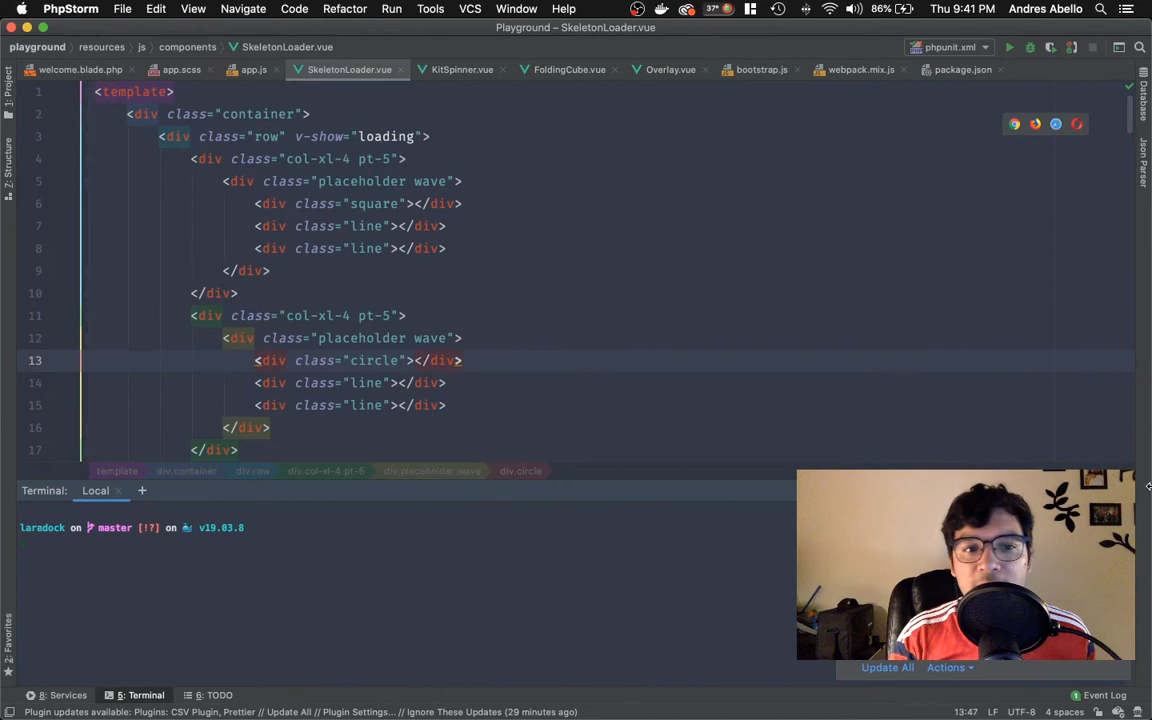 PhpStorm File Edit View Navigate Code Refactor Run Tools VCS Window Help 37° 86% Thu 9:41 PM Andres Abello
Playground – SkeletonLoader.vue
playground resources js components SkeletonLoader.vue phpunit.xml
welcome.blade.php app.scss app.js SkeletonLoader.vue KitSpinner.vue FoldingCube.vue Overlay.vue bootstrap.js webpack.mix.js package.json
1: Project
Z: Structure
2: Favorites
Database
Json Parser
1 <template>
2 <div class="container">
3 <div class="row" v-show="loading">
4 <div class="col-xl-4 pt-5">
5 <div class="placeholder wave">
6 <div class="square"></div>
7 <div class="line"></div>
8 <div class="line"></div>
9 </div>
10 </div>
11 <div class="col-xl-4 pt-5">
12 <div class="placeholder wave">
13 <div class="circle"></div>
14 <div class="line"></div>
15 <div class="line"></div>
16 </div>
17 </div>
template div.container div.row div.col-xl-4 pt-5 div.placeholder wave div.circle
Terminal: Local +
laradock on master [!?] on v19.03.8
Update All Actions
8: Services 5: Terminal 6: TODO Event Log
Plugin updates available: Plugins: CSV Plugin, Prettier // Update All // Plugin Settings... // Ignore These Updates (29 minutes ago) 13:47 LF UTF-8 4 spaces